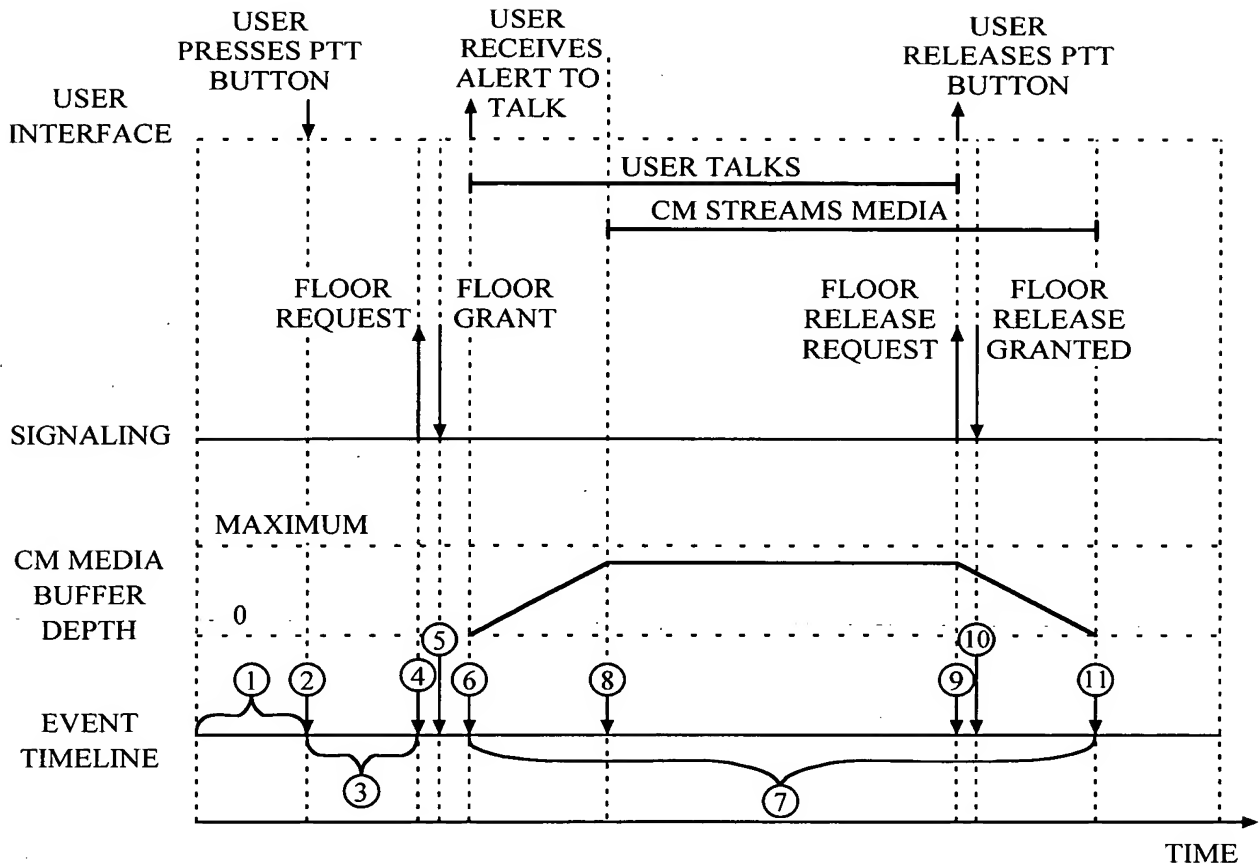 USER
PRESSES PTT
BUTTON
USER
RECEIVES
ALERT TO
TALK
USER
RELEASES PTT
BUTTON
USER
INTERFACE
USER TALKS
CM STREAMS MEDIA
FLOOR
REQUEST
FLOOR
GRANT
FLOOR
RELEASE
REQUEST
FLOOR
RELEASE
GRANTED
SIGNALING
MAXIMUM
CM MEDIA
BUFFER
DEPTH
0
5
10
1
2
4
6
8
9
11
EVENT
TIMELINE
3
7
TIME